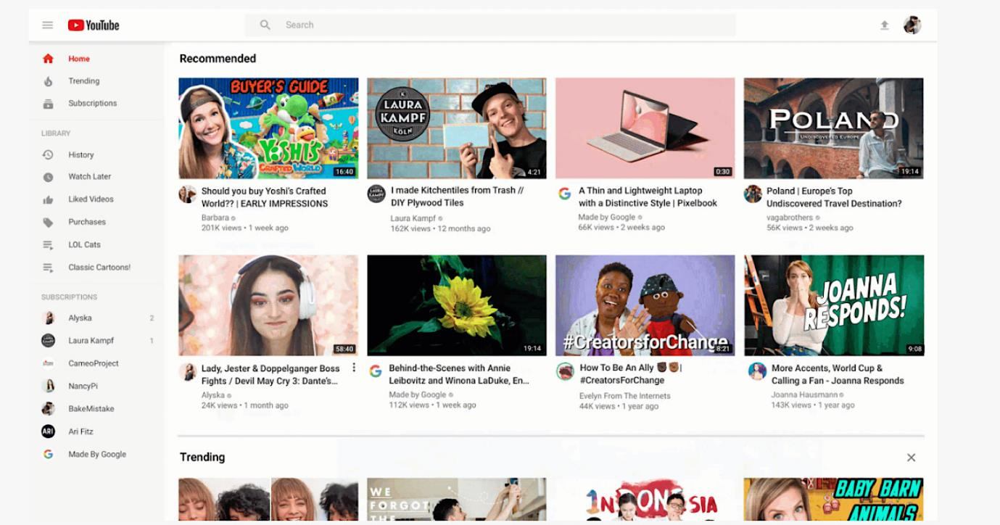 YouTube
Search
Home
Trending
Subscriptions
LIBRARY
History
Watch Later
Liked Videos
Purchases
LOL Cats
Classic Cartoons!
SUBSCRIPTIONS
Alyska 2
Laura Kampf 1
CameoProject
NancyPi
BakeMistake
ARI Ari Fitz
Made By Google
Recommended
BUYER'S GUIDE
YOSHI'S
CRAFTED WORLD
16:40
Should you buy Yoshi's Crafted
World?? | EARLY IMPRESSIONS
Barbara
201K views • 1 week ago
K
LAURA
KAMPF
KÖLN
4:21
LAURA
KAMPF
I made Kitchentiles from Trash //
DIY Plywood Tiles
Laura Kampf
162K views • 12 months ago
0:30
A Thin and Lightweight Laptop
with a Distinctive Style | Pixelbook
Made by Google
66K views • 2 weeks ago
POLAND
UNDISCOVERED EUROPE
19:14
Poland | Europe's Top
Undiscovered Travel Destination?
vagabrothers
56K views • 2 weeks ago
58:40
Lady, Jester & Doppelganger Boss
Fights / Devil May Cry 3: Dante's...
Alyska
24K views • 1 month ago
19:14
Behind-the-Scenes with Annie
Leibovitz and Winona LaDuke, En...
Made by Google
112K views • 1 week ago
#CreatorsforChange
8:21
How To Be An Ally ✊🏿✊🏾|
#CreatorsForChange
Evelyn From The Internets
44K views • 1 year ago
JOANNA
RESPONDS!
9:08
More Accents, World Cup &
Calling a Fan - Joanna Responds
Joanna Hausmann
143K views • 1 year ago
Trending
WE
FORGOT
THE
1NDONESIA
BABY BARN
ANIMALS